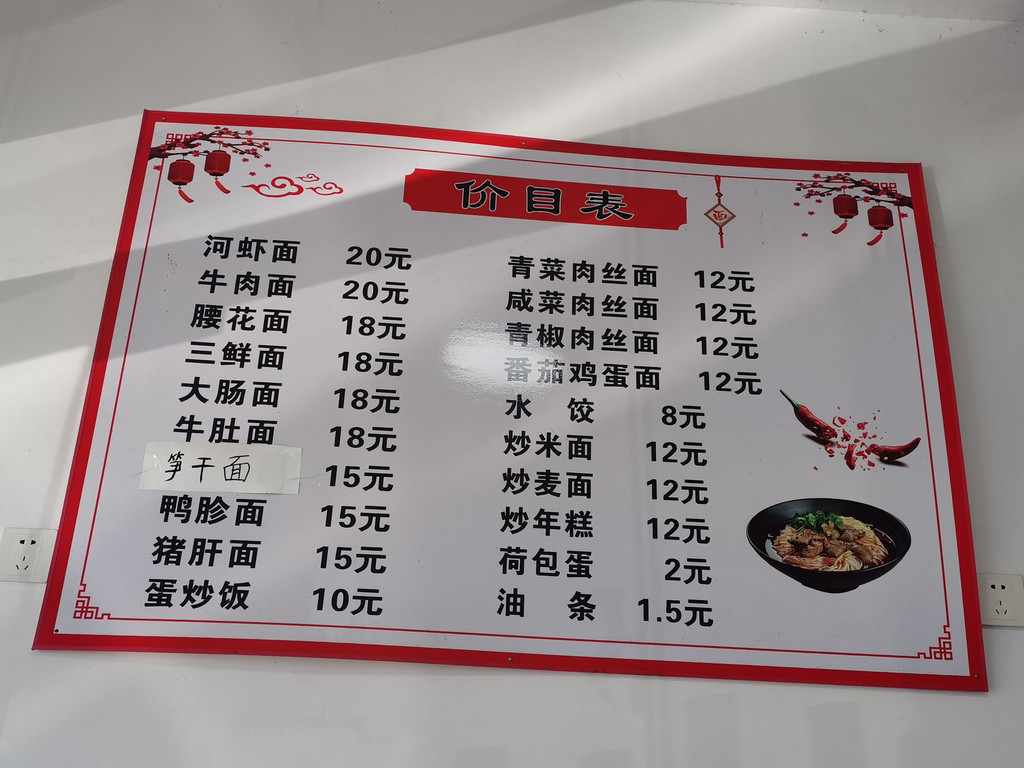 价目表
河虾面 20元
牛肉面 20元
腰花面 18元
三鲜面 18元
大肠面 18元
牛肚面 18元
笋干面 15元
鸭胗面 15元
猪肝面 15元
蛋炒饭 10元
青菜肉丝面 12元
咸菜肉丝面 12元
青椒肉丝面 12元
番茄鸡蛋面 12元
水饺 8元
炒米面 12元
炒麦面 12元
炒年糕 12元
荷包蛋 2元
油条 1.5元